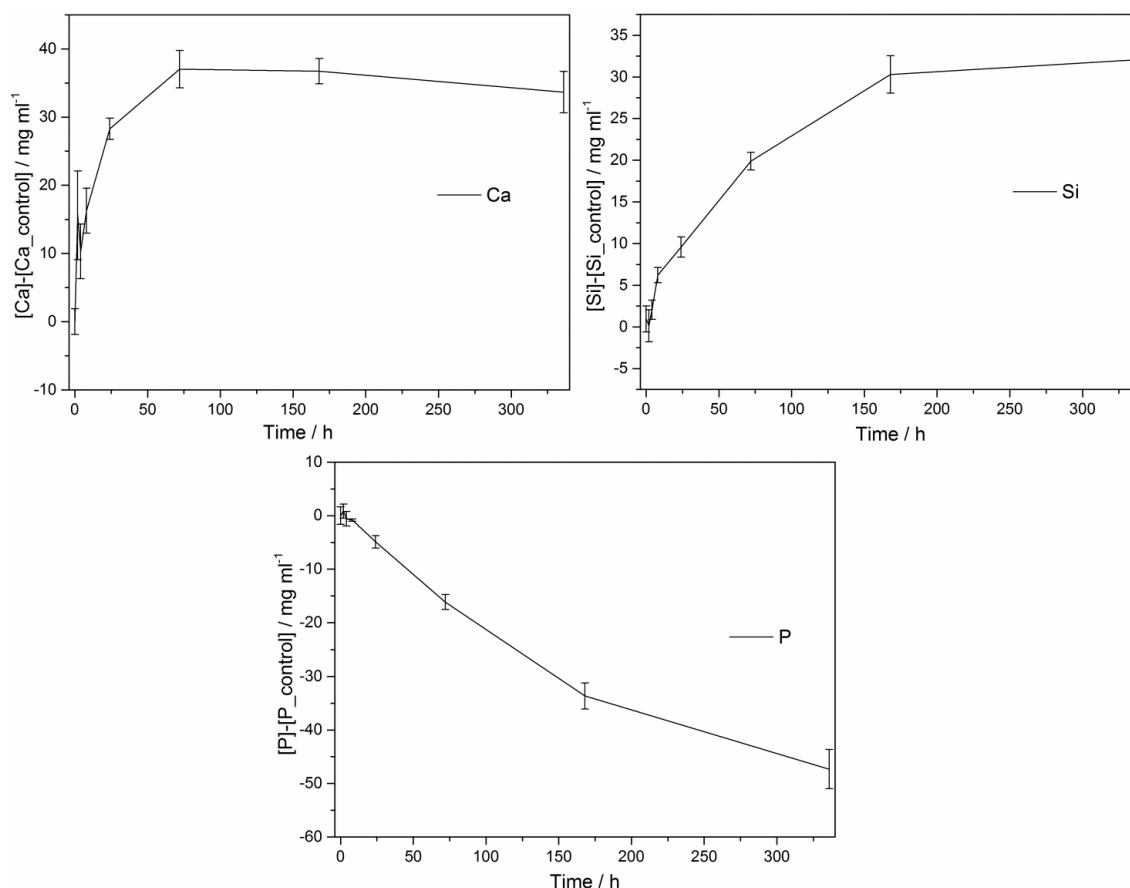 [Ca]-[Ca_control] / mg ml⁻¹
40
30
20
10
0
-10
0 50 100 150 200 250 300
Time / h
Ca
[Si]-[Si_control] / mg ml⁻¹
35
30
25
20
15
10
5
0
-5
0 50 100 150 200 250 300
Time / h
Si
[P]-[P_control] / mg ml⁻¹
10
0
-10
-20
-30
-40
-50
-60
0 50 100 150 200 250 300
Time / h
P